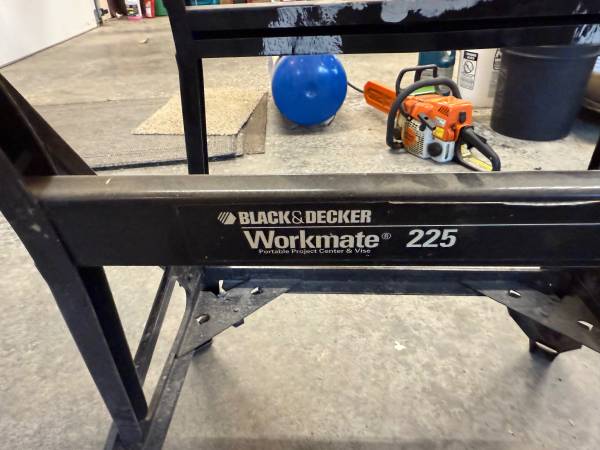 BLACK&DECKER
Workmate® 225
Portable Project Center & Vise